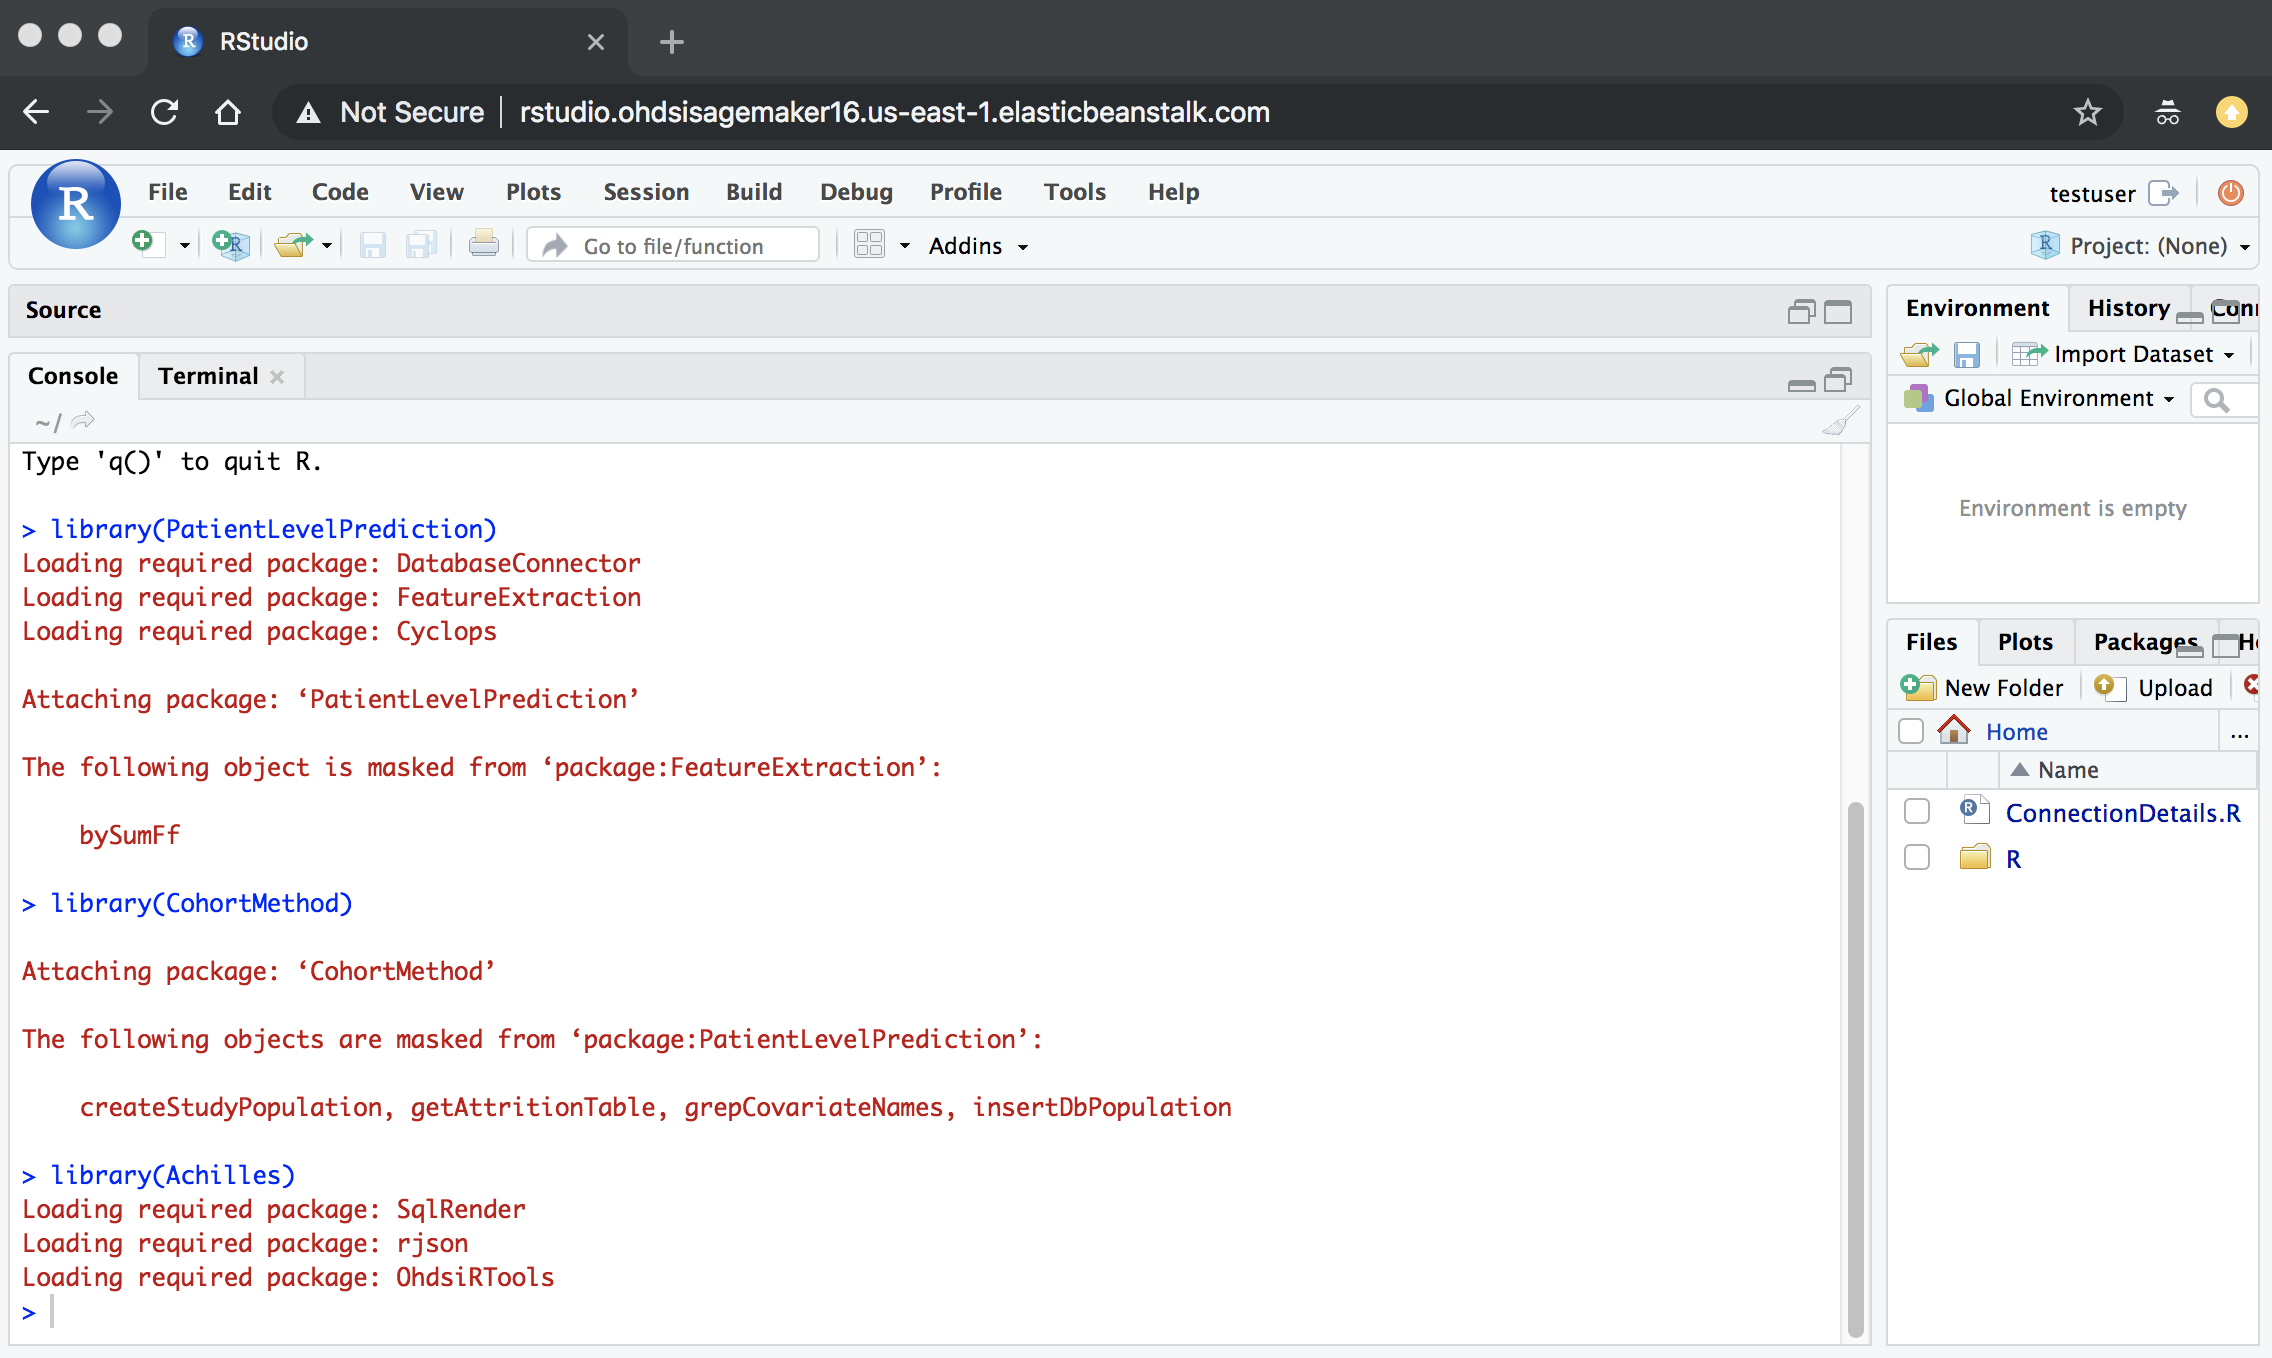 RStudio
Not Secure rstudio.ohdsisagemaker16.us-east-1.elasticbeanstalk.com
R File Edit Code View Plots Session Build Debug Profile Tools Help testuser
Go to file/function Addins Project: (None)
Source
Environment History Conn
Import Dataset
Global Environment
Environment is empty
Console Terminal
~/
Type 'q()' to quit R.
> library(PatientLevelPrediction)
Loading required package: DatabaseConnector
Loading required package: FeatureExtraction
Loading required package: Cyclops
Attaching package: ‘PatientLevelPrediction’
The following object is masked from ‘package:FeatureExtraction’:
bySumFf
> library(CohortMethod)
Attaching package: ‘CohortMethod’
The following objects are masked from ‘package:PatientLevelPrediction’:
createStudyPopulation, getAttritionTable, grepCovariateNames, insertDbPopulation
> library(Achilles)
Loading required package: SqlRender
Loading required package: rjson
Loading required package: OhdsiRTools
>
Files Plots Packages He
New Folder Upload
Home ...
Name
ConnectionDetails.R
R